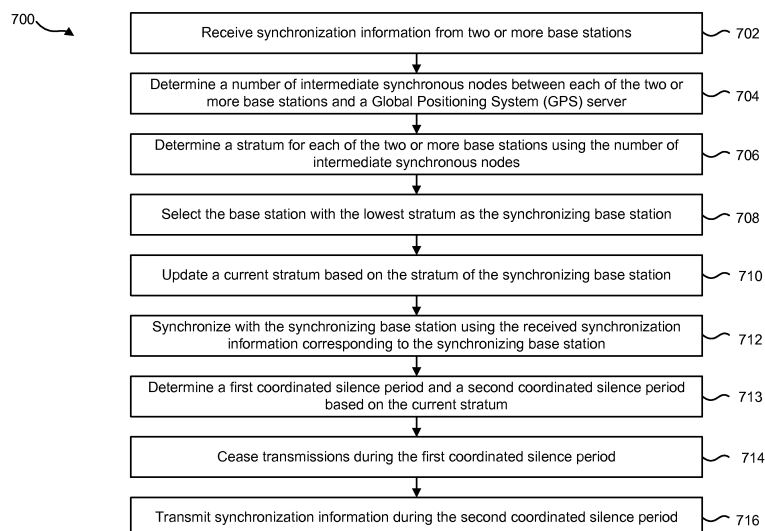 700
Receive synchronization information from two or more base stations
702
Determine a number of intermediate synchronous nodes between each of the two or
more base stations and a Global Positioning System (GPS) server
704
Determine a stratum for each of the two or more base stations using the number of
intermediate synchronous nodes
706
Select the base station with the lowest stratum as the synchronizing base station
708
Update a current stratum based on the stratum of the synchronizing base station
710
Synchronize with the synchronizing base station using the received synchronization
information corresponding to the synchronizing base station
712
Determine a first coordinated silence period and a second coordinated silence period
based on the current stratum
713
Cease transmissions during the first coordinated silence period
714
Transmit synchronization information during the second coordinated silence period
716